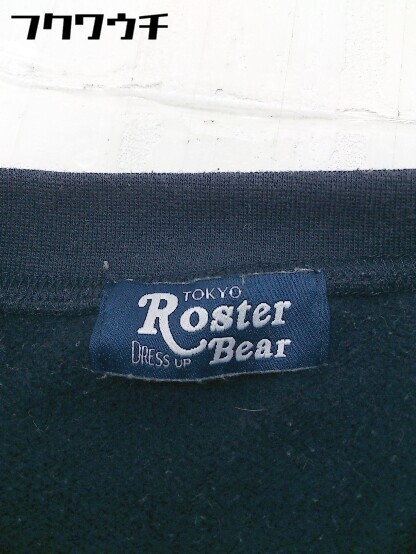 フクワウチ
TOKYO
Roster
DRESS UP Bear